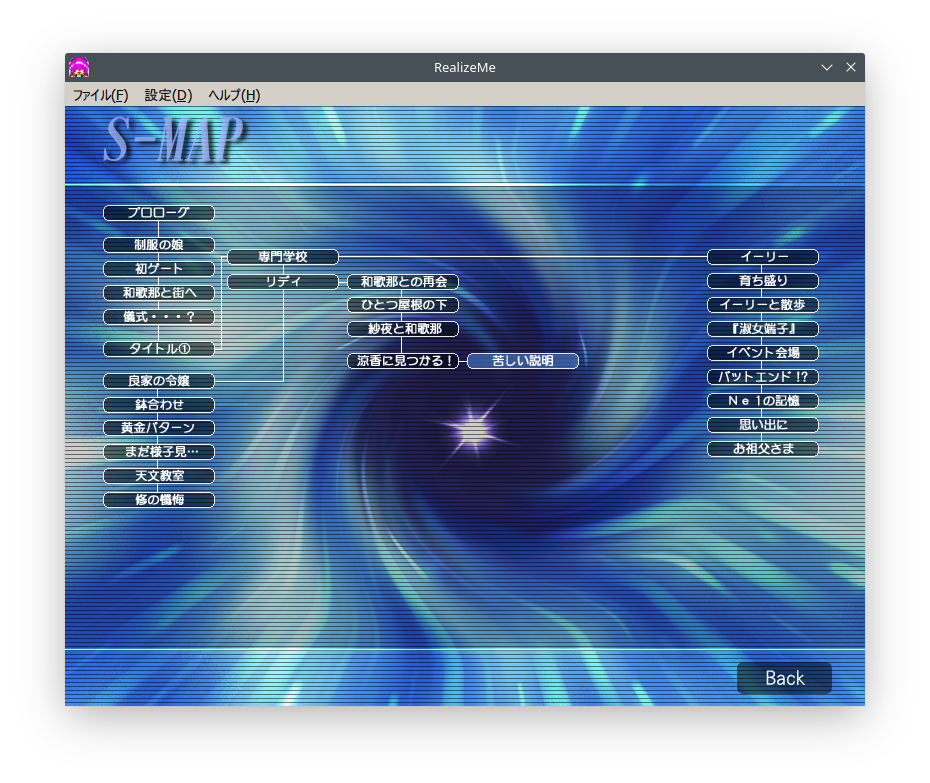 RealizeMe
ファイル(F) 設定(D) ヘルプ(H)
S-MAP
プロローグ
制服の娘
初ゲート
和歌那と街へ
儀式・・・?
タイトル①
良家の令嬢
鉢合わせ
黄金パターン
まだ様子見…
天文教室
修の懺悔
専門学校
リディ
和歌那との再会
ひとつ屋根の下
紗夜と和歌那
涼香に見つかる!
苦しい説明
イーリー
育ち盛り
イーリーと散歩
『淑女端子』
イベント会場
バットエンド!?
Ne1の記憶
思い出に
お祖父さま
Back